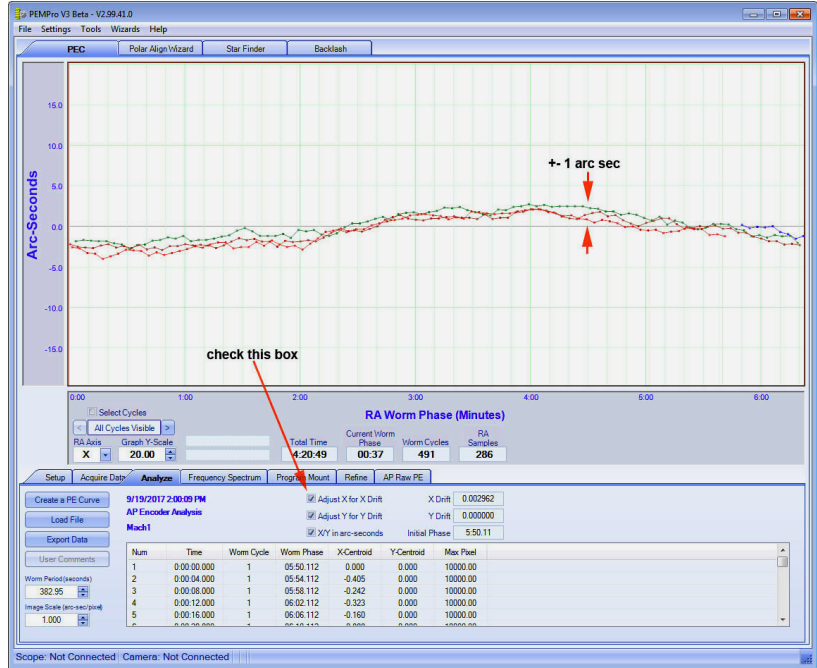 PEMPro V3 Beta - V2.99.41.0
File Settings Tools Wizards Help
PEC Polar Align Wizard Star Finder Backlash
Arc-Seconds
15.0
10.0
5.0
0.0
-5.0
-10.0
-15.0
+- 1 arc sec
check this box
0:00 1:00 2:00 3:00 4:00 5:00 6:00
RA Worm Phase (Minutes)
Select Cycles
< All Cycles Visible >
RA Axis Graph Y-Scale Total Time Current Worm Phase Worm Cycles RA Samples
X 20.00 4:20:49 00:37 491 286
Setup Acquire Data Analyze Frequency Spectrum Program Mount Refine AP Raw PE
Create a PE Curve
Load File
Export Data
User Comments
Worm Period (seconds)
382.95
Image Scale (arc-sec/pixel)
1.000
9/19/2017 2:00:09 PM
AP Encoder Analysis
Mach1
Adjust X for X Drift X Drift 0.002962
Adjust Y for Y Drift Y Drift 0.000000
X/Y in arc-seconds Initial Phase 5:50.11
Num Time Worm Cycle Worm Phase X-Centroid Y-Centroid Max Pixel
1 0:00:00.000 1 05:50.112 0.000 0.000 10000.00
2 0:00:04.000 1 05:54.112 -0.405 0.000 10000.00
3 0:00:08.000 1 05:58.112 -0.242 0.000 10000.00
4 0:00:12.000 1 06:02.112 -0.323 0.000 10000.00
5 0:00:16.000 1 06:06.112 -0.160 0.000 10000.00
Scope: Not Connected Camera: Not Connected